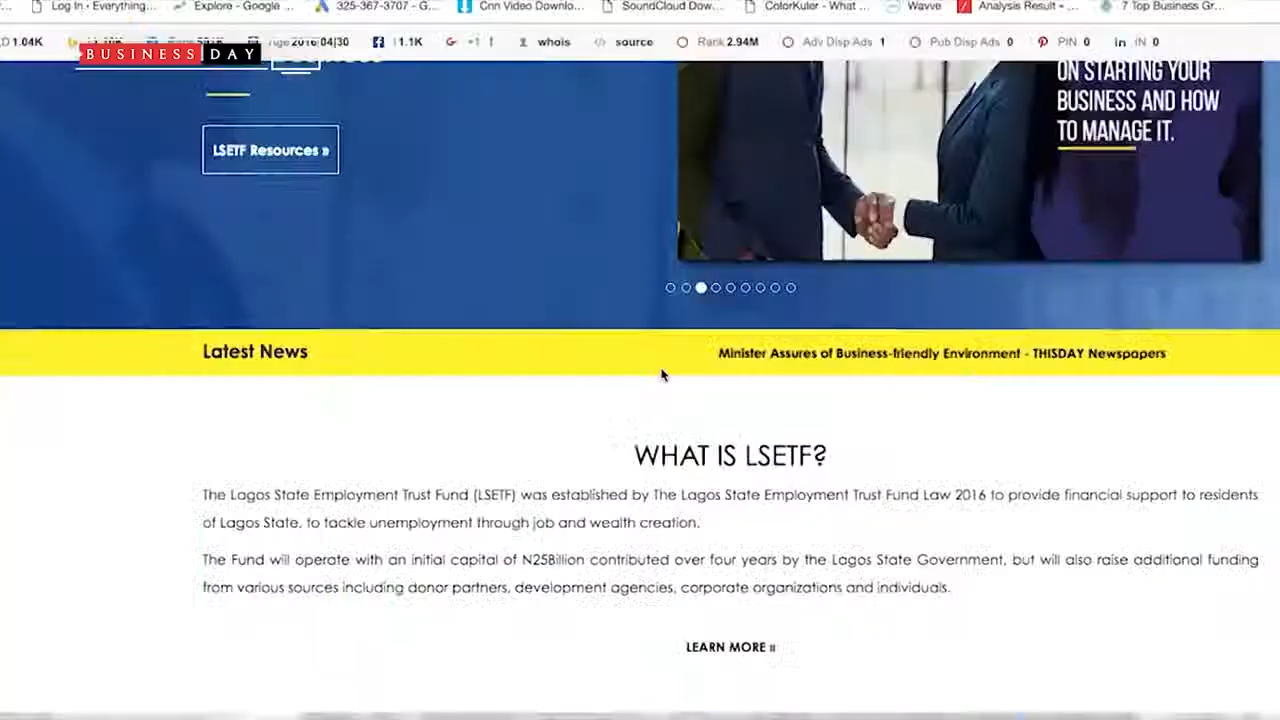 Log In · Everything...
Explore - Google ...
325-367-3707 - G...
Cnn Video Downlo...
SoundCloud Dow...
ColorKuler - What ...
Wavve
Analysis Result - ...
7 Top Business Gr...
1.04K
2016|04|30
1.1K
whois
source
Rank 2.94M
Adv Disp Ads 1
Pub Disp Ads 0
PIN 0
IN 0
BUSINESS DAY
ON STARTING YOUR
BUSINESS AND HOW
TO MANAGE IT.
LSETF Resources »
Latest News
Minister Assures of Business-friendly Environment - THISDAY Newspapers
WHAT IS LSETF?
The Lagos State Employment Trust Fund (LSETF) was established by The Lagos State Employment Trust Fund Law 2016 to provide financial support to residents
of Lagos State, to tackle unemployment through job and wealth creation.
The Fund will operate with an initial capital of N25Billion contributed over four years by the Lagos State Government, but will also raise additional funding
from various sources including donor partners, development agencies, corporate organizations and individuals.
LEARN MORE »